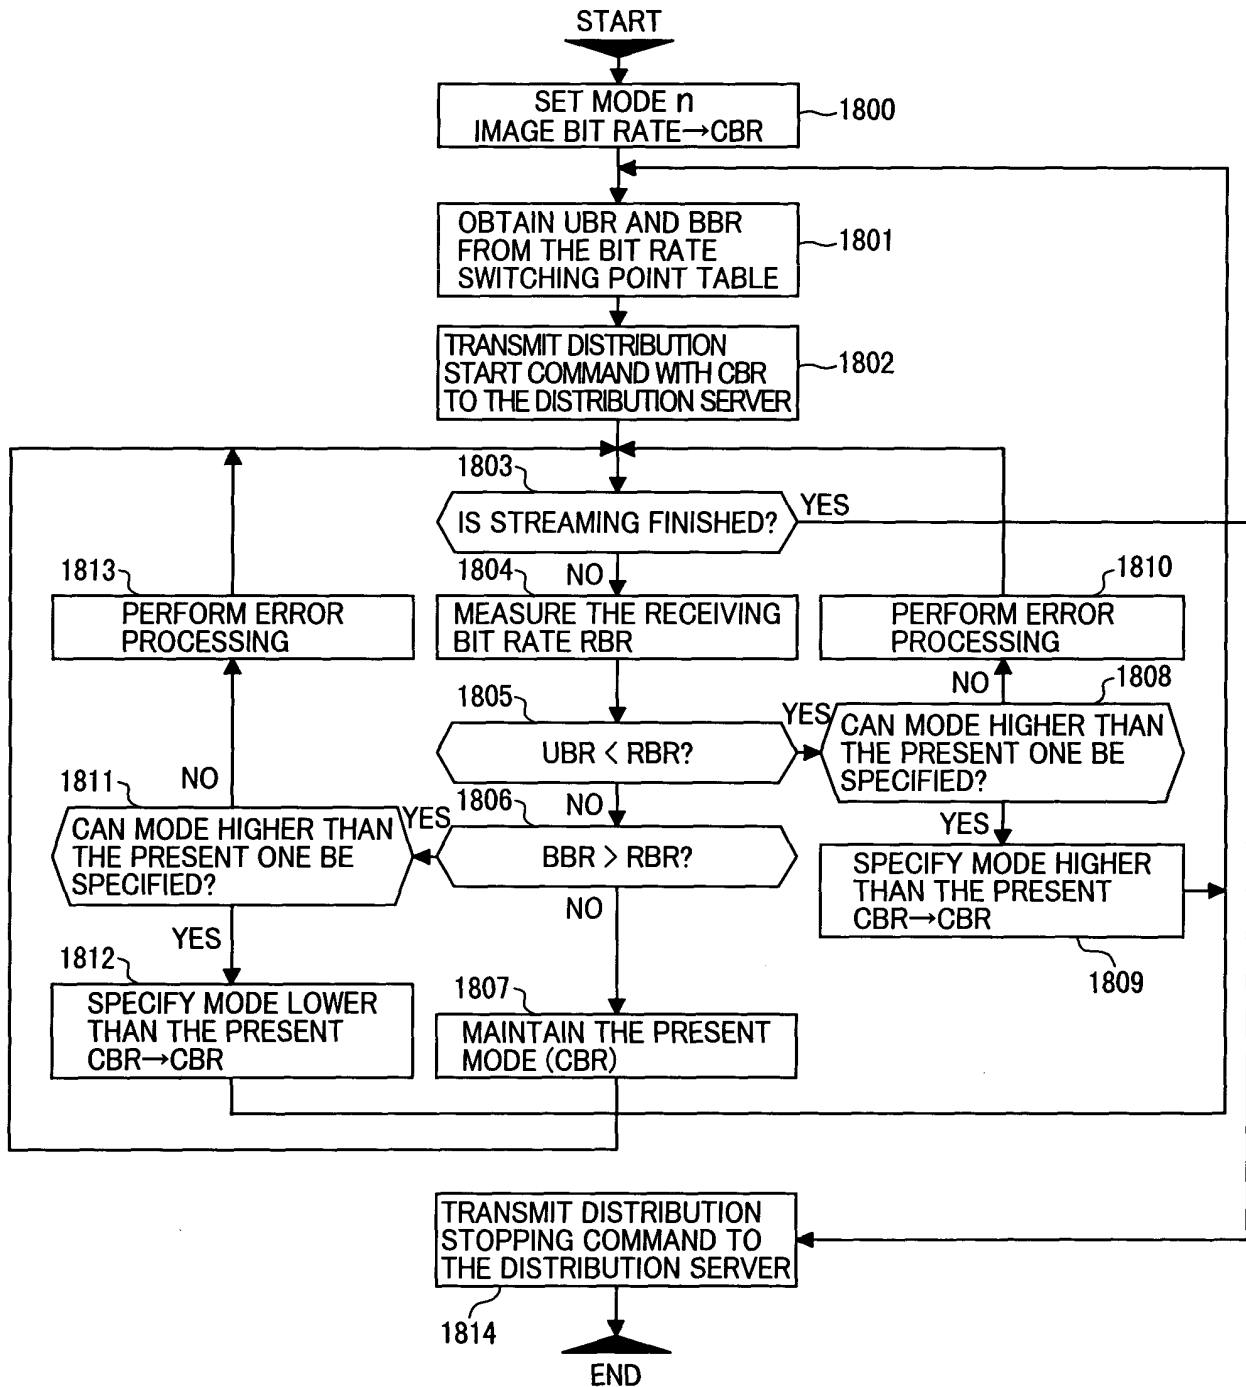 START
SET MODE n
IMAGE BIT RATE→CBR
1800
OBTAIN UBR AND BBR
FROM THE BIT RATE
SWITCHING POINT TABLE
1801
TRANSMIT DISTRIBUTION
START COMMAND WITH CBR
TO THE DISTRIBUTION SERVER
1802
1803
IS STREAMING FINISHED?
YES
NO
1813
PERFORM ERROR
PROCESSING
1804
MEASURE THE RECEIVING
BIT RATE RBR
1810
PERFORM ERROR
PROCESSING
NO
1808
1805
UBR < RBR?
YES
CAN MODE HIGHER THAN
THE PRESENT ONE BE
SPECIFIED?
NO
1811
NO
1806
YES
CAN MODE HIGHER THAN
THE PRESENT ONE BE
SPECIFIED?
YES
BBR > RBR?
SPECIFY MODE HIGHER
THAN THE PRESENT
CBR→CBR
1809
YES
NO
1812
SPECIFY MODE LOWER
THAN THE PRESENT
CBR→CBR
1807
MAINTAIN THE PRESENT
MODE (CBR)
TRANSMIT DISTRIBUTION
STOPPING COMMAND TO
THE DISTRIBUTION SERVER
1814
END